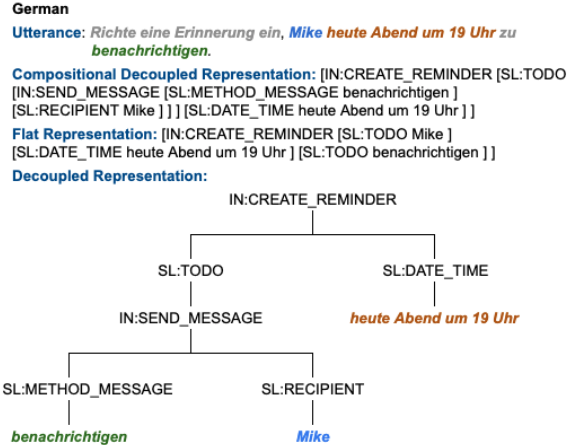 German
Utterance: Richte eine Erinnerung ein, Mike heute Abend um 19 Uhr zu
benachrichtigen.
Compositional Decoupled Representation: [IN:CREATE_REMINDER [SL:TODO
[IN:SEND_MESSAGE [SL:METHOD_MESSAGE benachrichtigen ]
[SL:RECIPIENT Mike ] ] ] [SL:DATE_TIME heute Abend um 19 Uhr ] ]
Flat Representation: [IN:CREATE_REMINDER [SL:TODO Mike ]
[SL:DATE_TIME heute Abend um 19 Uhr ] [SL:TODO benachrichtigen ] ]
Decoupled Representation:
IN:CREATE_REMINDER
SL:TODO SL:DATE_TIME
IN:SEND_MESSAGE heute Abend um 19 Uhr
SL:METHOD_MESSAGE SL:RECIPIENT
benachrichtigen Mike